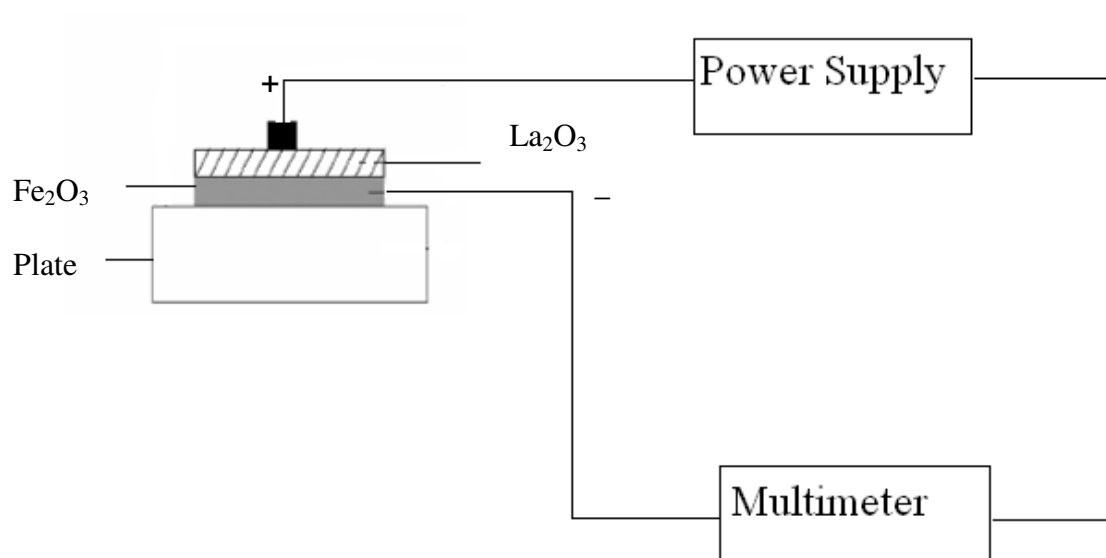 Power Supply
+
La₂O₃
Fe₂O₃
–
Plate
Multimeter